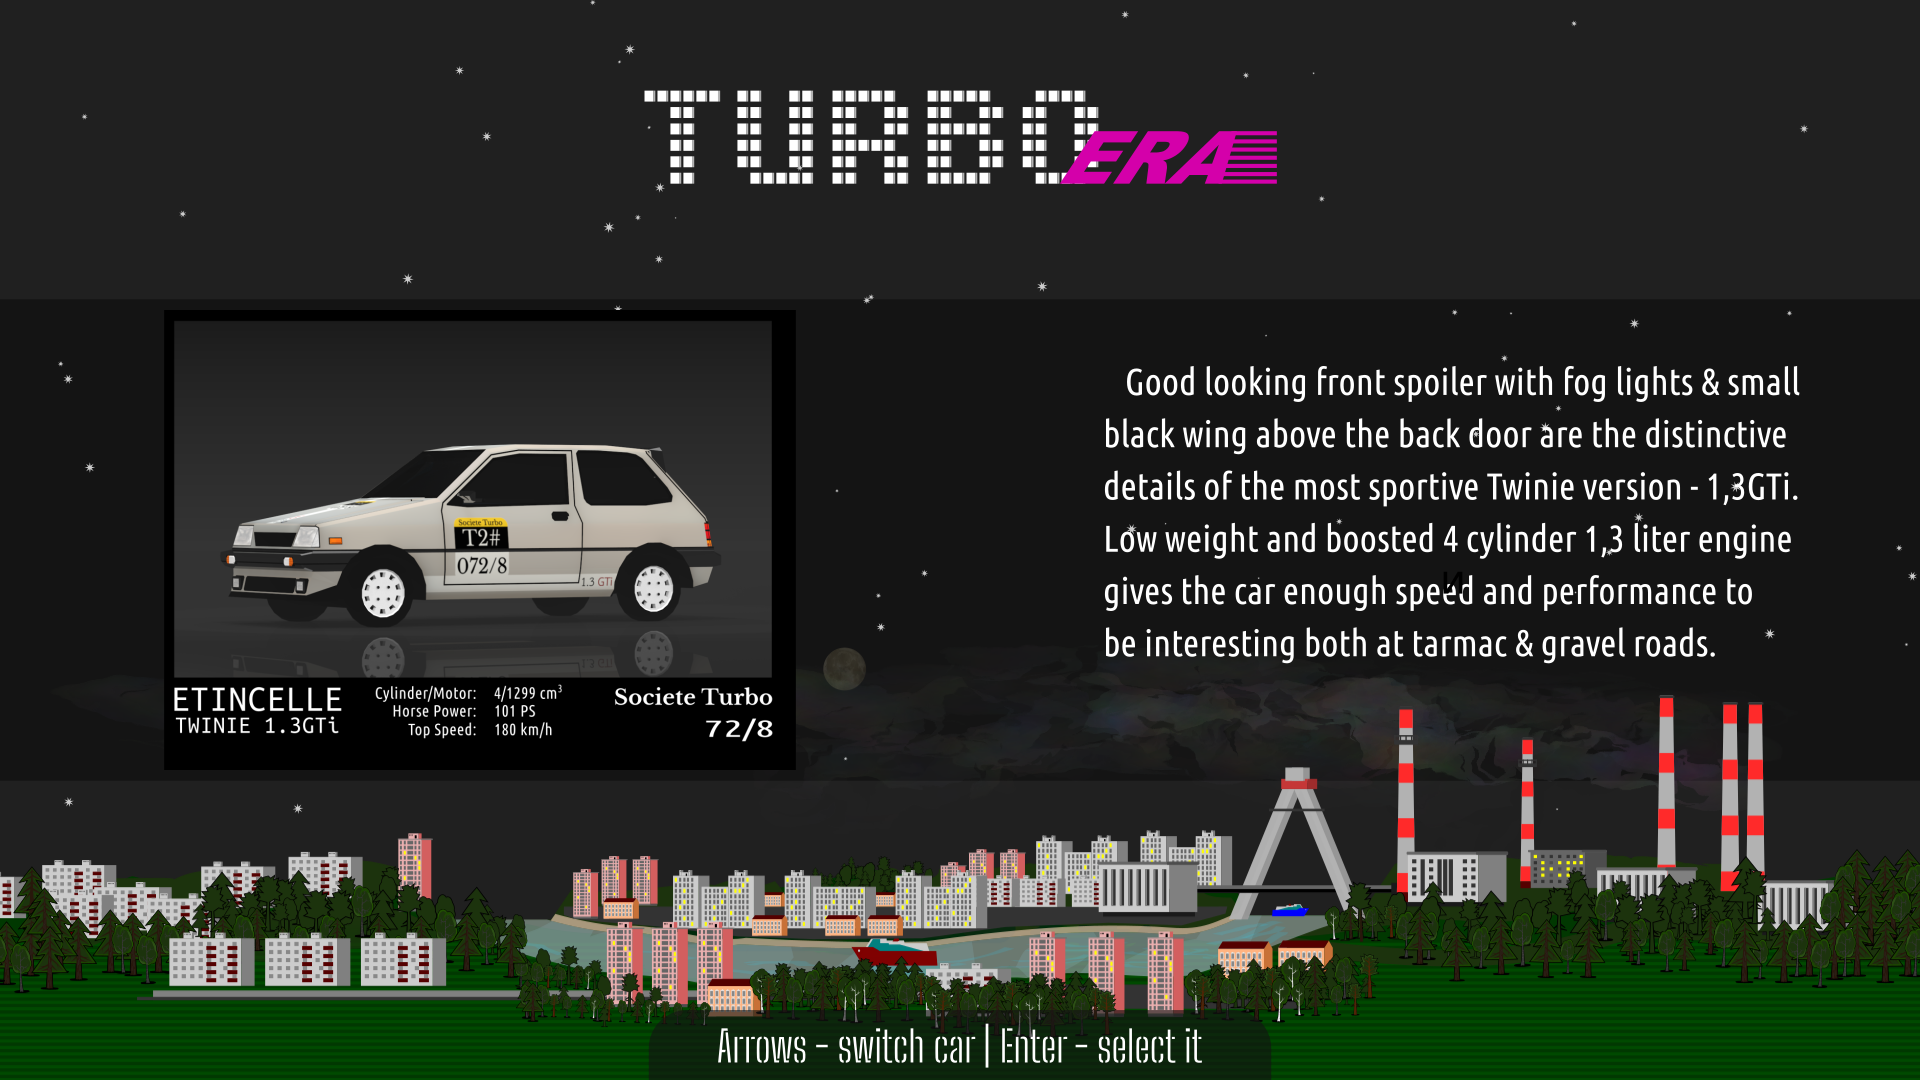 TURBO ERA
Good looking front spoiler with fog lights & small
black wing above the back door are the distinctive
details of the most sportive Twinie version - 1,3GTi.
Low weight and boosted 4 cylinder 1,3 liter engine
gives the car enough speed and performance to
be interesting both at tarmac & gravel roads.
Societe Turbo
T2#
072/8
1.3 GTi
ETINCELLE
TWINIE 1.3GTi
Cylinder/Motor: 4/1299 cm³
Horse Power: 101 PS
Top Speed: 180 km/h
Societe Turbo
72/8
Arrows - switch car | Enter - select it